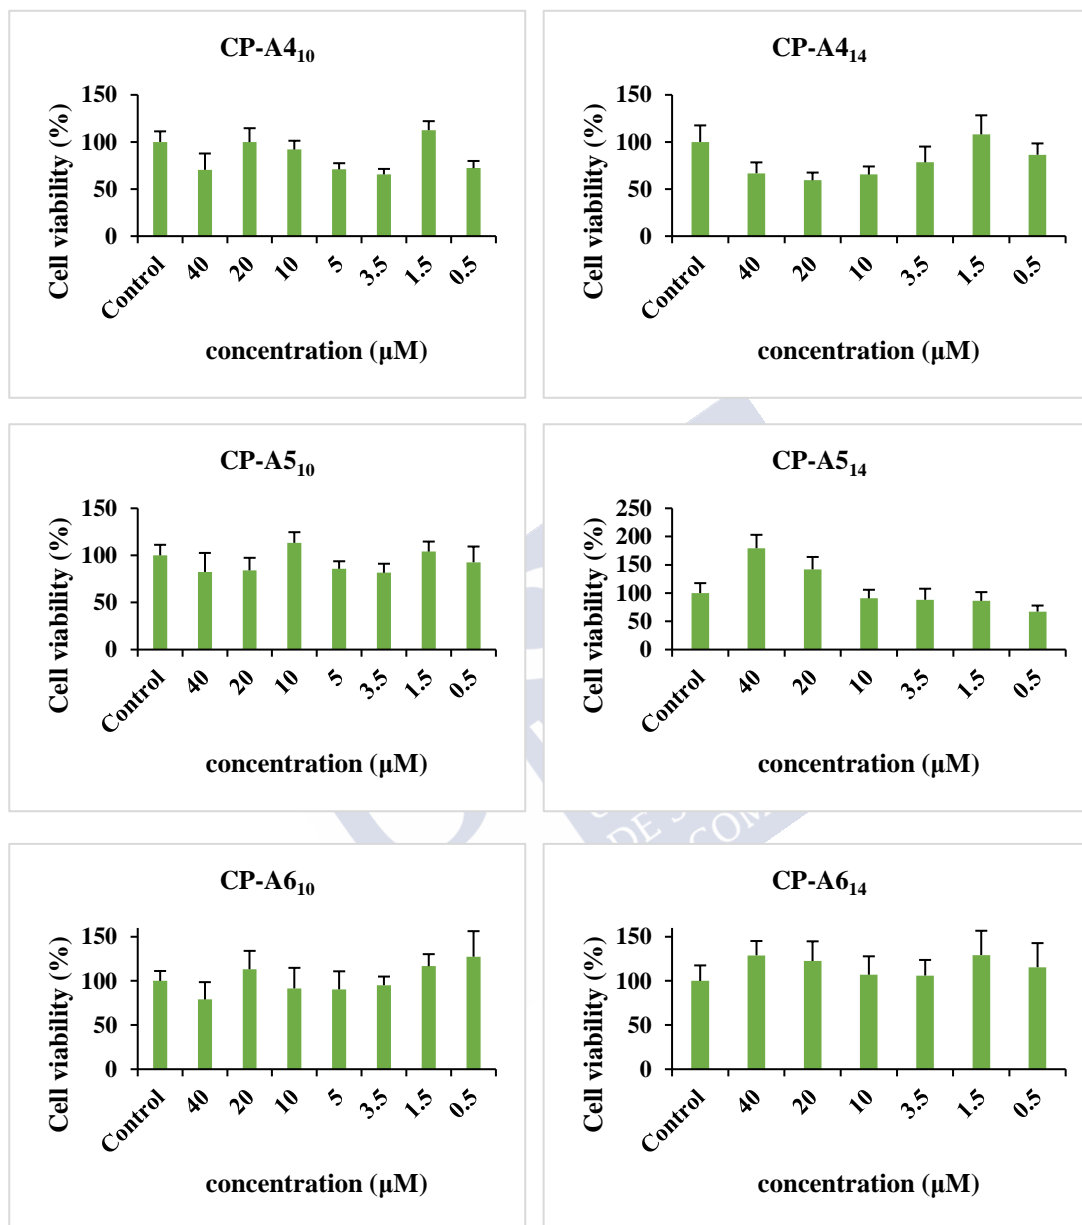 CP-A4₁₀
Cell viability (%)
150
100
50
0
Control 40 20 10 5 3.5 1.5 0.5
concentration (μM)
CP-A4₁₄
Cell viability (%)
150
100
50
0
Control 40 20 10 3.5 1.5 0.5
concentration (μM)
CP-A5₁₀
Cell viability (%)
150
100
50
0
Control 40 20 10 5 3.5 1.5 0.5
concentration (μM)
CP-A5₁₄
Cell viability (%)
250
200
150
100
50
0
Control 40 20 10 3.5 1.5 0.5
concentration (μM)
DE S
COM
CP-A6₁₀
Cell viability (%)
150
100
50
0
Control 40 20 10 5 3.5 1.5 0.5
concentration (μM)
CP-A6₁₄
Cell viability (%)
150
100
50
0
Control 40 20 10 3.5 1.5 0.5
concentration (μM)